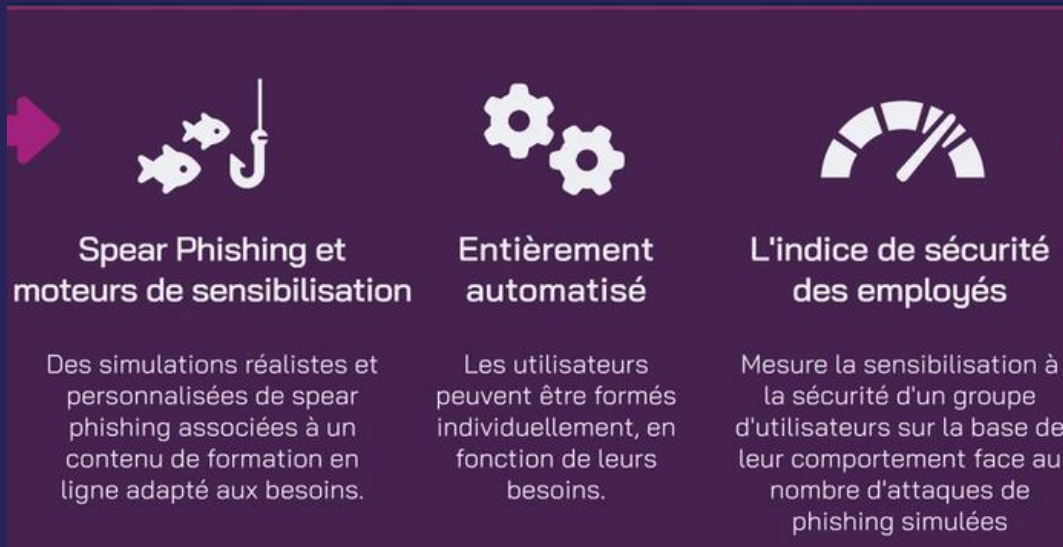 Spear Phishing et
moteurs de sensibilisation
Des simulations réalistes et
personnalisées de spear
phishing associées à un
contenu de formation en
ligne adapté aux besoins.
Entièrement
automatisé
Les utilisateurs
peuvent être formés
individuellement, en
fonction de leurs
besoins.
L'indice de sécurité
des employés
Mesure la sensibilisation à
la sécurité d'un groupe
d'utilisateurs sur la base de
leur comportement face au
nombre d'attaques de
phishing simulées